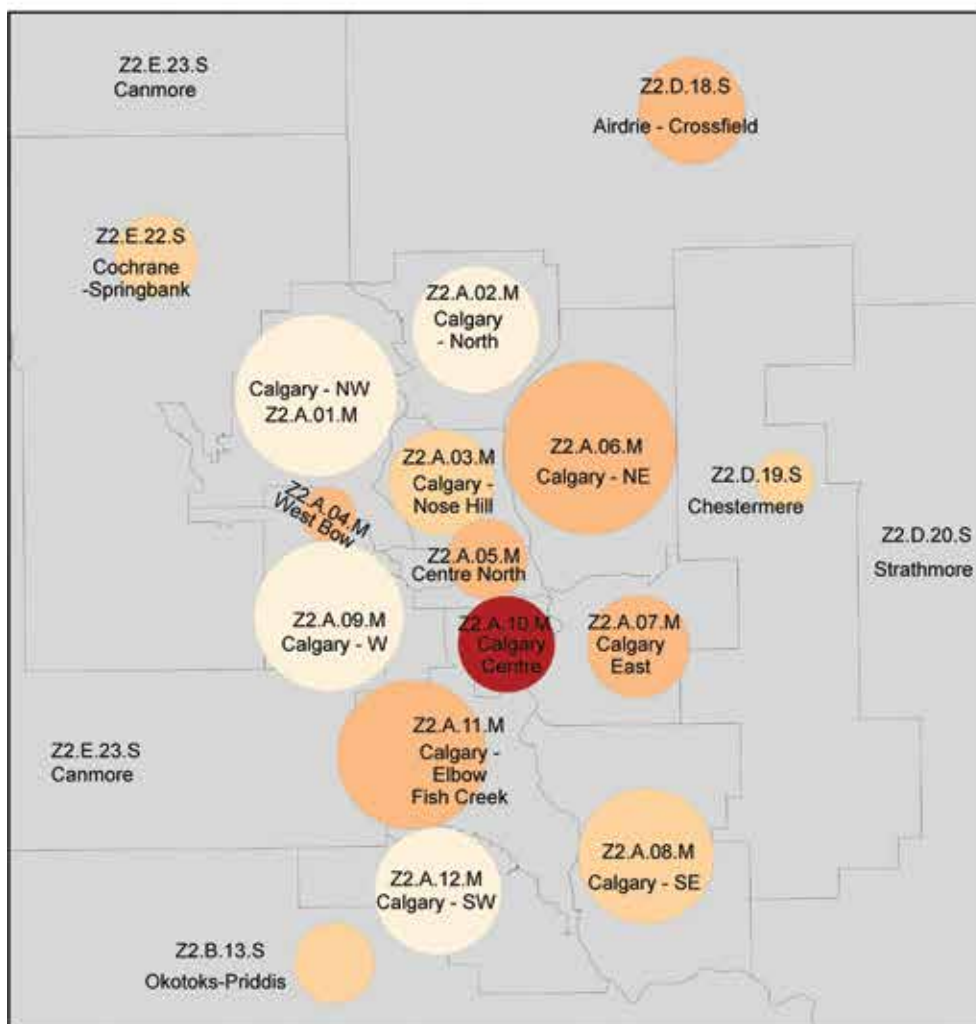 Z2.E.23.S
Canmore
Z2.D.18.S
Airdrie - Crossfield
Z2.E.22.S
Cochrane
-Springbank
Z2.A.02.M
Calgary
- North
Calgary - NW
Z2.A.01.M
Z2.A.03.M
Calgary -
Nose Hill
Z2.A.06.M
Calgary - NE
Z2.D.19.S
Chestermere
Z2.A.04.M
West Bow
Z2.A.05.M
Centre North
Z2.D.20.S
Strathmore
Z2.A.09.M
Calgary - W
Z2.A.10.M
Calgary
Centre
Z2.A.07.M
Calgary
East
Z2.A.11.M
Calgary -
Elbow
Fish Creek
Z2.E.23.S
Canmore
Z2.A.08.M
Calgary - SE
Z2.A.12.M
Calgary - SW
Z2.B.13.S
Okotoks-Priddis